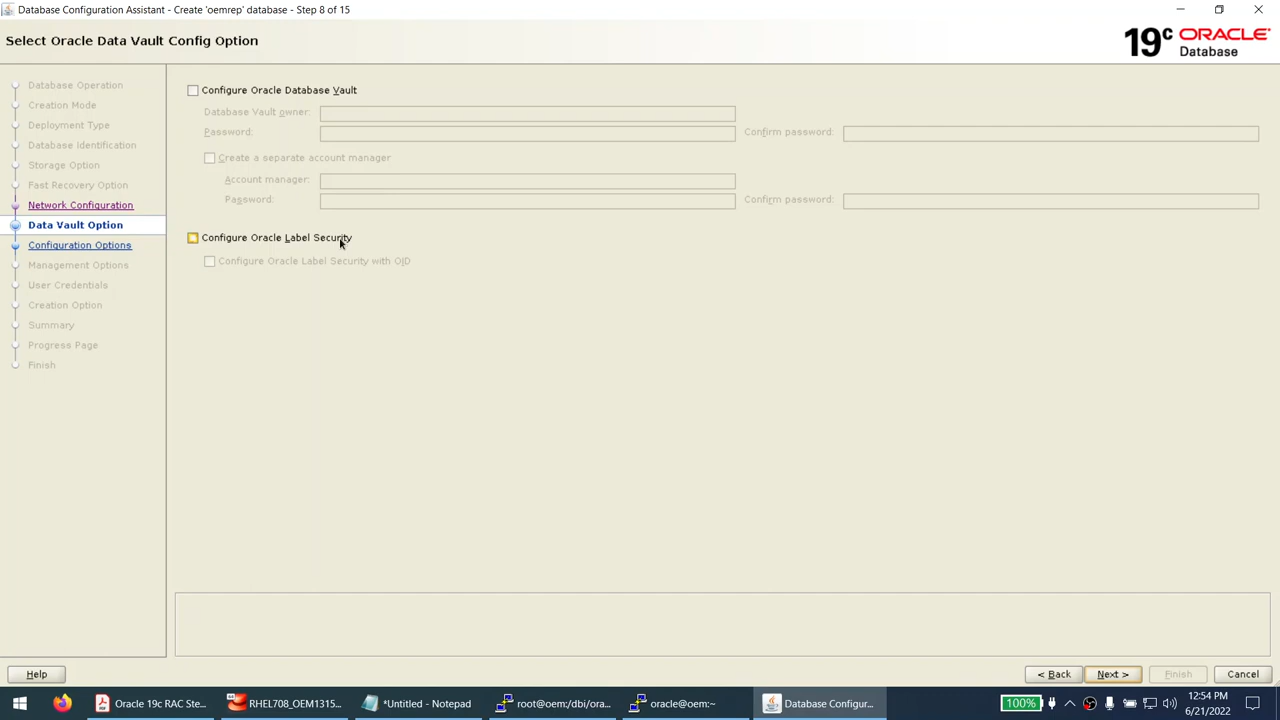 Database Configuration Assistant - Create 'oemrep' database - Step 8 of 15
Select Oracle Data Vault Config Option
19c ORACLE
Database
Database Operation
Creation Mode
Deployment Type
Database Identification
Storage Option
Fast Recovery Option
Network Configuration
Data Vault Option
Configuration Options
Management Options
User Credentials
Creation Option
Summary
Progress Page
Finish
Configure Oracle Database Vault
Database Vault owner:
Password: Confirm password:
Create a separate account manager
Account manager:
Password: Confirm password:
Configure Oracle Label Security
Configure Oracle Label Security with OID
Help < Back Next > Finish Cancel
Oracle 19c RAC Ste... RHEL708_OEM13... *Untitled - Notepad root@oem:/dbi/ora... oracle@oem:~ Database Configur... 100% 12:54 PM
6/21/2022